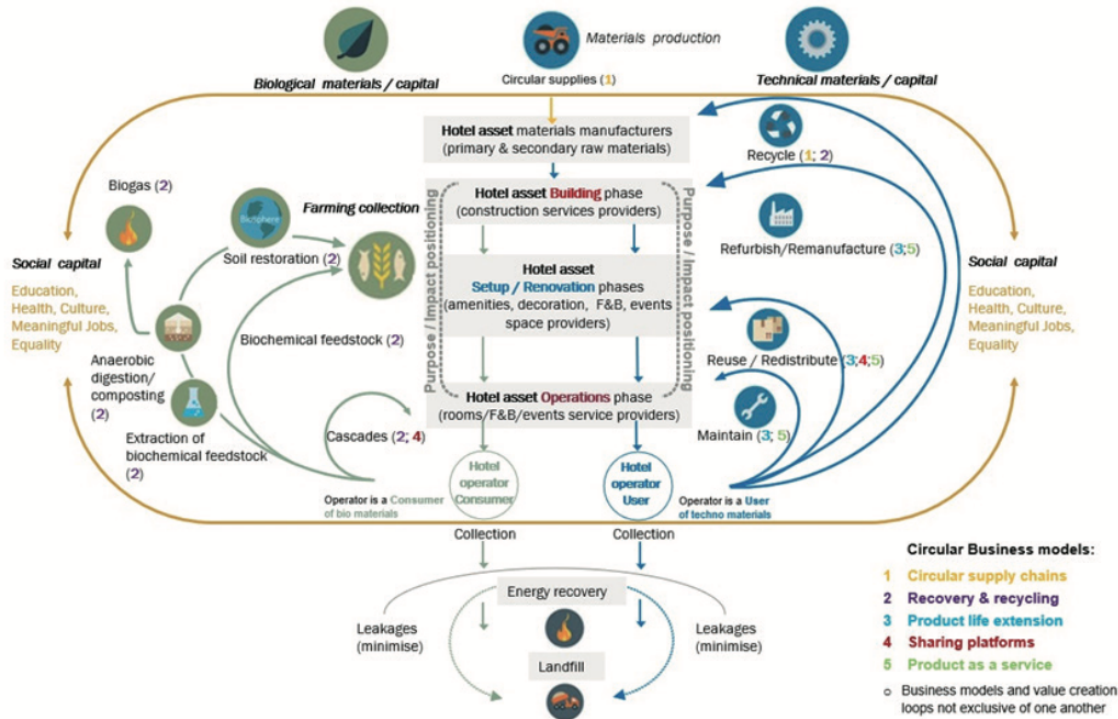 Materials production
Biological materials / capital
Circular supplies (1)
Technical materials / capital
Hotel asset materials manufacturers
(primary & secondary raw materials)
Recycle (1; 2)
Biogas (2)
Biosphere
Farming collection
Hotel asset Building phase
(construction services providers)
Purpose / Impact positioning
Purpose / Impact positioning
Refurbish/Remanufacture (3;5)
Soil restoration (2)
Social capital
Education,
Health, Culture,
Meaningful Jobs,
Equality
Social capital
Education,
Health, Culture,
Meaningful Jobs,
Equality
Hotel asset
Setup / Renovation phases
(amenities, decoration, F&B, events
space providers)
Biochemical feedstock (2)
Reuse / Redistribute (3;4;5)
Anaerobic
digestion/
composting
(2)
Hotel asset Operations phase
(rooms/F&B/events service providers)
Extraction of
biochemical feedstock
(2)
Cascades (2; 4)
Maintain (3; 5)
Hotel
operator
Consumer
Hotel
operator
User
Operator is a Consumer
of bio materials
Operator is a User
of techno materials
Collection
Collection
Energy recovery
Leakages
(minimise)
Leakages
(minimise)
Landfill
Circular Business models:
1 Circular supply chains
2 Recovery & recycling
3 Product life extension
4 Sharing platforms
5 Product as a service
o Business models and value creation
loops not exclusive of one another